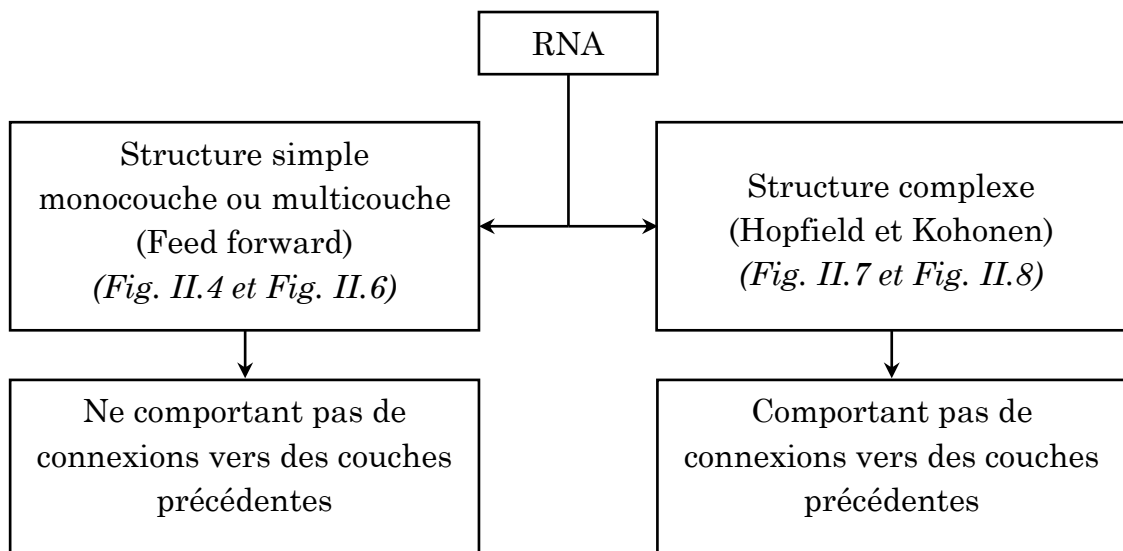 RNA
Structure simple
monocouche ou multicouche
(Feed forward)
(Fig. II.4 et Fig. II.6)
Structure complexe
(Hopfield et Kohonen)
(Fig. II.7 et Fig. II.8)
Ne comportant pas de
connexions vers des couches
précédentes
Comportant pas de
connexions vers des couches
précédentes